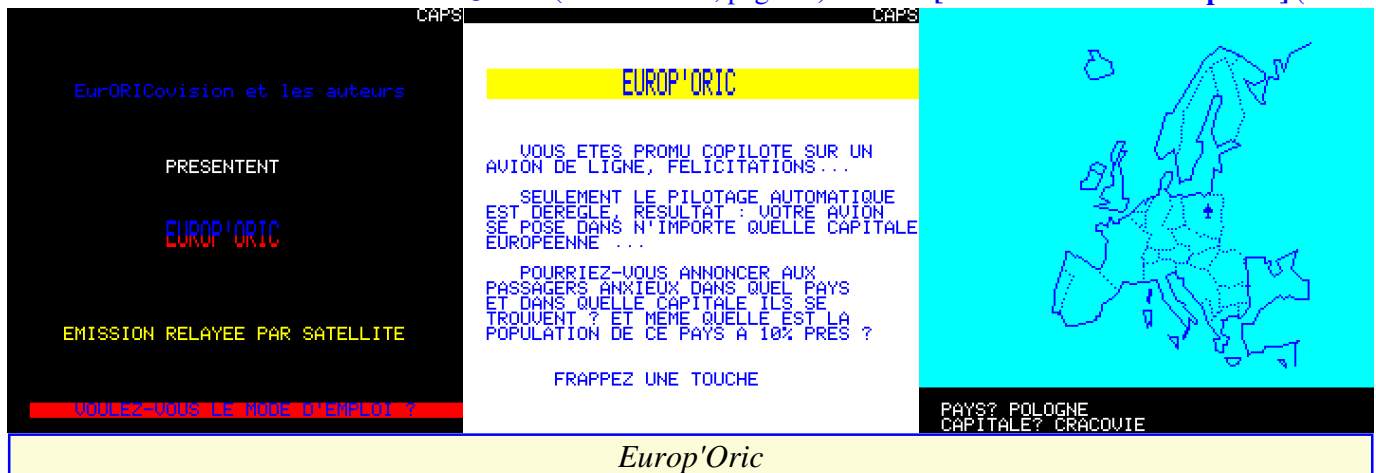 CAPS
EurORICovision et les auteurs
PRESENTENT
EUROP'ORIC
EMISSION RELAYEE PAR SATELLITE
VOULEZ-VOUS LE MODE D'EMPLOI ?
CAPS
EUROP'ORIC
VOUS ETES PROMU COPILOTE SUR UN
AVION DE LIGNE, FELICITATIONS...
SEULEMENT LE PILOTAGE AUTOMATIQUE
EST DEREGLE, RESULTAT : VOTRE AVION
SE POSE DANS N'IMPORTE QUELLE CAPITALE
EUROPEENNE ...
POURRIEZ-VOUS ANNONCER AUX
PASSAGERS ANXIEUX DANS QUEL PAYS
ET DANS QUELLE CAPITALE ILS SE
TROUVENT ? ET MEME QUELLE EST LA
POPULATION DE CE PAYS A 10% PRES ?
FRAPPEZ UNE TOUCHE
PAYS? POLOGNE
CAPITALE? CRACOVIE
Europ'Oric